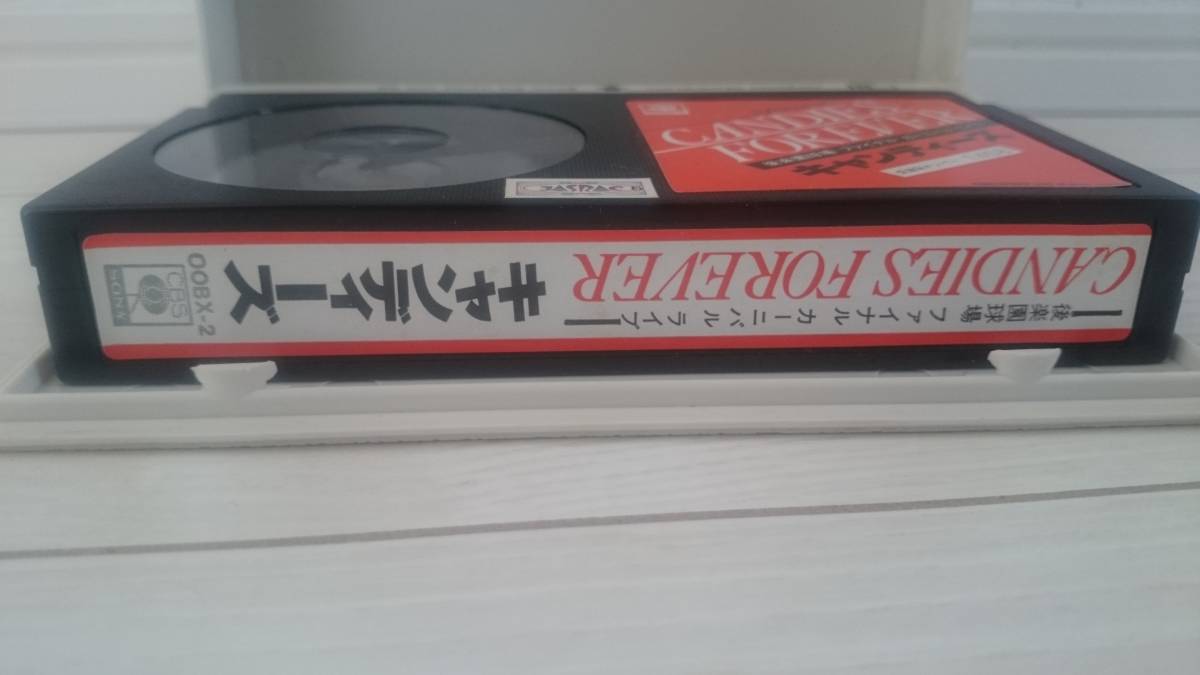 CANDIES FOREVER
後楽園球場 ファイナル カーニバル ライブ
キャンディーズ
00BX-2
CBS
SONY
CANDIES
FOREVER